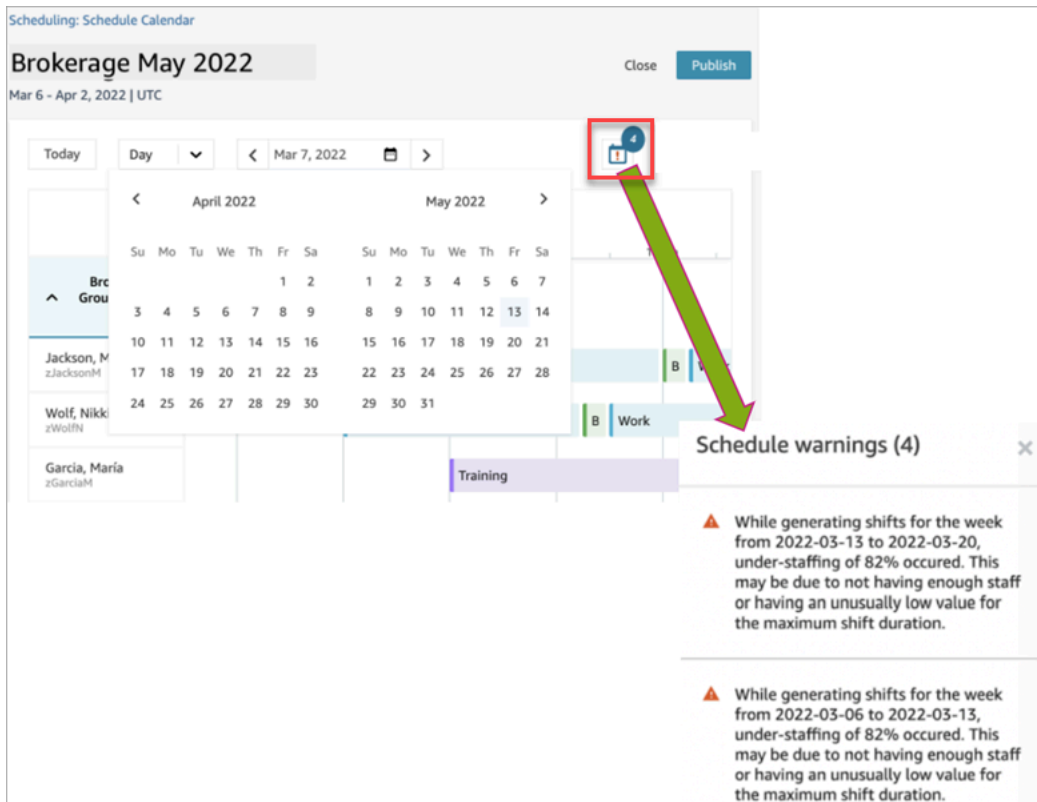 Scheduling: Schedule Calendar
Brokerage May 2022
Close
Publish
Mar 6 - Apr 2, 2022 | UTC
Today
Day
Mar 7, 2022
4
April 2022
May 2022
Su Mo Tu We Th Fr Sa
Su Mo Tu We Th Fr Sa
1 2
1 2 3 4 5 6 7
3 4 5 6 7 8 9
8 9 10 11 12 13 14
10 11 12 13 14 15 16
15 16 17 18 19 20 21
17 18 19 20 21 22 23
22 23 24 25 26 27 28
24 25 26 27 28 29 30
29 30 31
Grou
Jackson, M
zJacksonM
B
Wolf, Nikk
zWolfN
B
Work
Garcia, María
zGarciaM
Training
Schedule warnings (4)
While generating shifts for the week
from 2022-03-13 to 2022-03-20,
under-staffing of 82% occured. This
may be due to not having enough staff
or having an unusually low value for
the maximum shift duration.
While generating shifts for the week
from 2022-03-06 to 2022-03-13,
under-staffing of 82% occured. This
may be due to not having enough staff
or having an unusually low value for
the maximum shift duration.